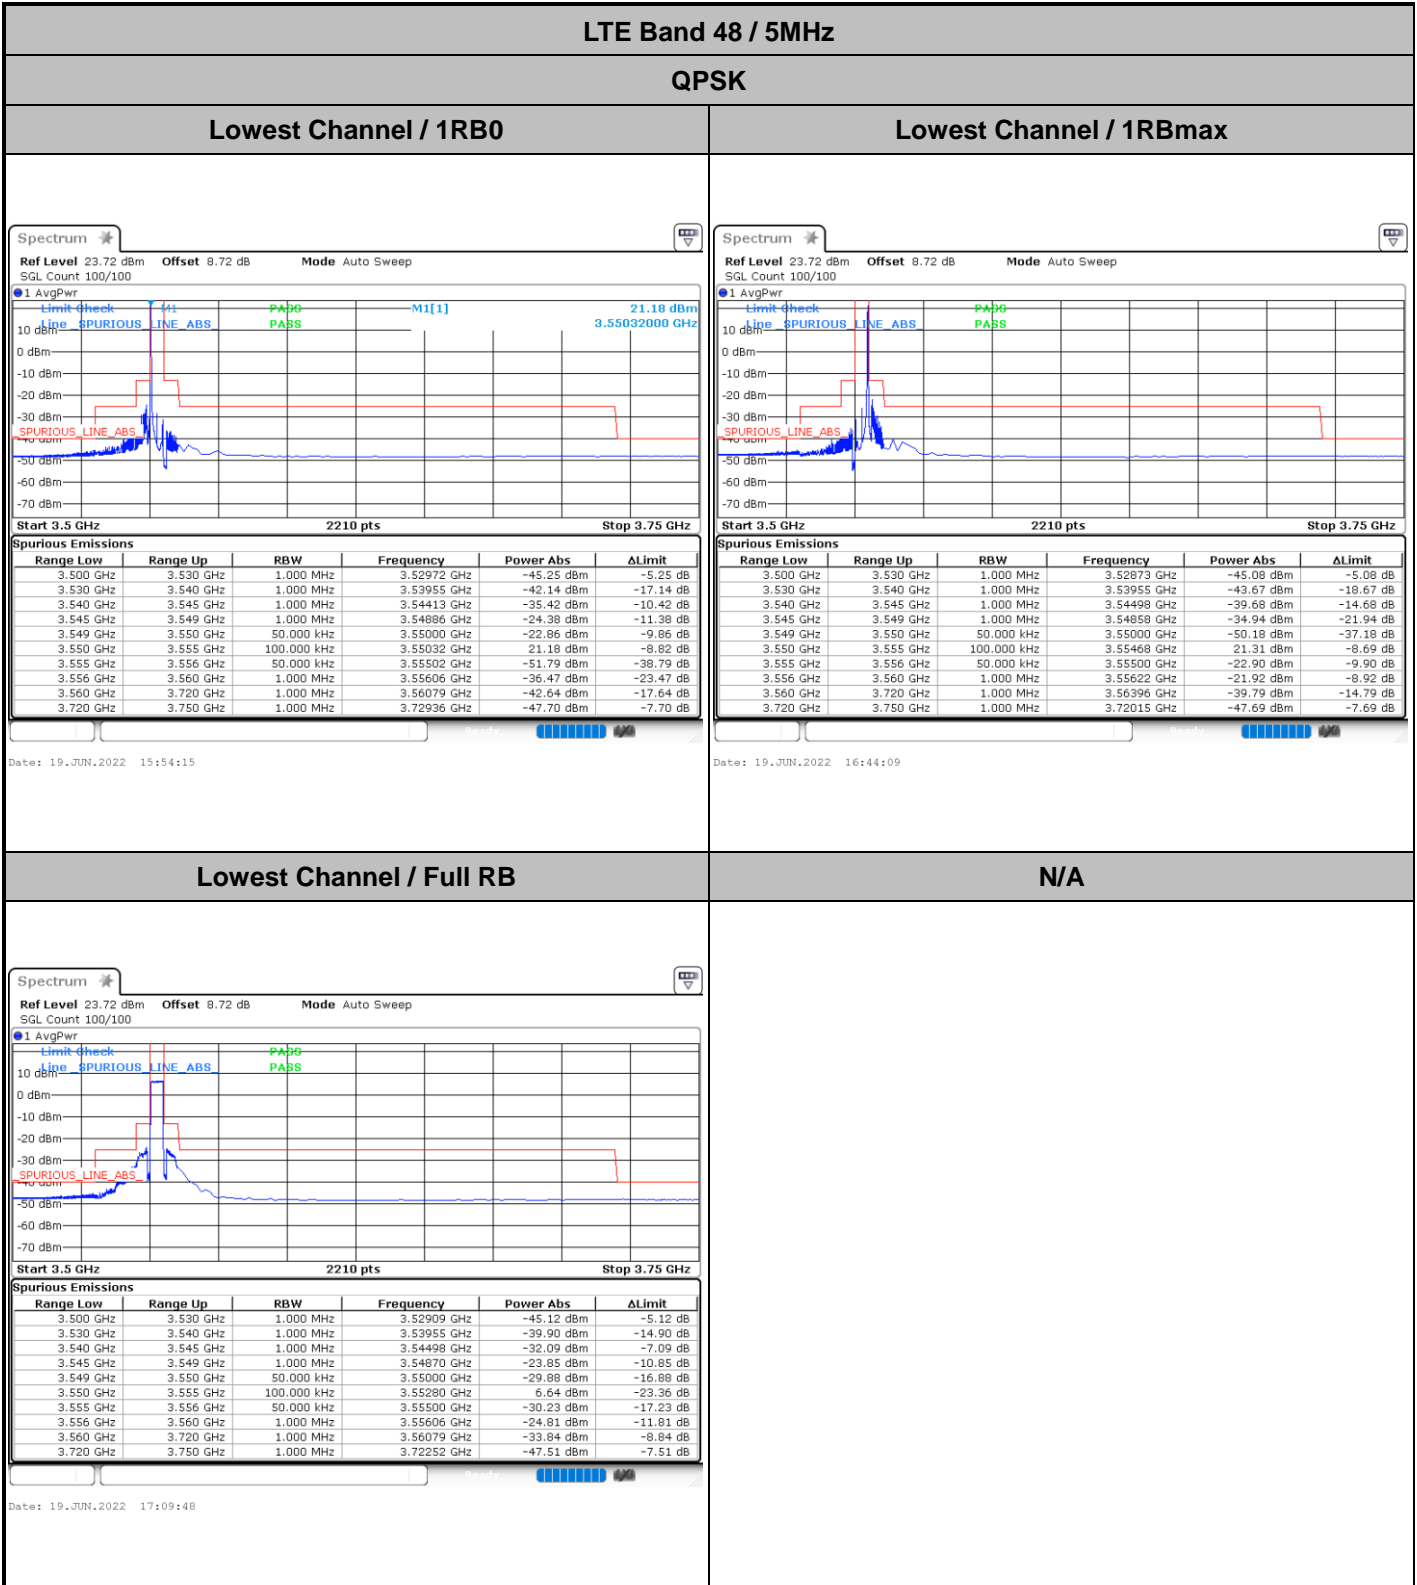 LTE Band 48 / 5MHz
QPSK
Lowest Channel / 1RB0
Lowest Channel / 1RBmax
Spectrum
Ref Level 23.72 dBm Offset 8.72 dB Mode Auto Sweep
SGL Count 100/100
1 AvgPwr
Limit Check PASS M1 M1[1] 21.18 dBm
Line _SPURIOUS_LINE_ABS_ PASS 3.55032000 GHz
10 dBm
0 dBm
-10 dBm
-20 dBm
-30 dBm
_SPURIOUS_LINE_ABS_
-40 dBm
-50 dBm
-60 dBm
-70 dBm
Start 3.5 GHz 2210 pts Stop 3.75 GHz
Spurious Emissions
Range Low Range Up RBW Frequency Power Abs ΔLimit
3.500 GHz 3.530 GHz 1.000 MHz 3.52972 GHz -45.25 dBm -5.25 dB
3.530 GHz 3.540 GHz 1.000 MHz 3.53955 GHz -42.14 dBm -17.14 dB
3.540 GHz 3.545 GHz 1.000 MHz 3.54413 GHz -35.42 dBm -10.42 dB
3.545 GHz 3.549 GHz 1.000 MHz 3.54886 GHz -24.38 dBm -11.38 dB
3.549 GHz 3.550 GHz 50.000 kHz 3.55000 GHz -22.86 dBm -9.86 dB
3.550 GHz 3.555 GHz 100.000 kHz 3.55032 GHz 21.18 dBm -8.82 dB
3.555 GHz 3.556 GHz 50.000 kHz 3.55502 GHz -51.79 dBm -38.79 dB
3.556 GHz 3.560 GHz 1.000 MHz 3.55606 GHz -36.47 dBm -23.47 dB
3.560 GHz 3.720 GHz 1.000 MHz 3.56079 GHz -42.64 dBm -17.64 dB
3.720 GHz 3.750 GHz 1.000 MHz 3.72936 GHz -47.70 dBm -7.70 dB
Ready
Date: 19.JUN.2022 15:54:15
Spectrum
Ref Level 23.72 dBm Offset 8.72 dB Mode Auto Sweep
SGL Count 100/100
1 AvgPwr
Limit Check PASS
Line _SPURIOUS_LINE_ABS_ PASS
10 dBm
0 dBm
-10 dBm
-20 dBm
-30 dBm
_SPURIOUS_LINE_ABS_
-40 dBm
-50 dBm
-60 dBm
-70 dBm
Start 3.5 GHz 2210 pts Stop 3.75 GHz
Spurious Emissions
Range Low Range Up RBW Frequency Power Abs ΔLimit
3.500 GHz 3.530 GHz 1.000 MHz 3.52873 GHz -45.08 dBm -5.08 dB
3.530 GHz 3.540 GHz 1.000 MHz 3.53955 GHz -43.67 dBm -18.67 dB
3.540 GHz 3.545 GHz 1.000 MHz 3.54498 GHz -39.68 dBm -14.68 dB
3.545 GHz 3.549 GHz 1.000 MHz 3.54858 GHz -34.94 dBm -21.94 dB
3.549 GHz 3.550 GHz 50.000 kHz 3.55000 GHz -50.18 dBm -37.18 dB
3.550 GHz 3.555 GHz 100.000 kHz 3.55468 GHz 21.31 dBm -8.69 dB
3.555 GHz 3.556 GHz 50.000 kHz 3.55500 GHz -22.90 dBm -9.90 dB
3.556 GHz 3.560 GHz 1.000 MHz 3.55622 GHz -21.92 dBm -8.92 dB
3.560 GHz 3.720 GHz 1.000 MHz 3.56396 GHz -39.79 dBm -14.79 dB
3.720 GHz 3.750 GHz 1.000 MHz 3.72015 GHz -47.69 dBm -7.69 dB
Ready
Date: 19.JUN.2022 16:44:09
Lowest Channel / Full RB
N/A
Spectrum
Ref Level 23.72 dBm Offset 8.72 dB Mode Auto Sweep
SGL Count 100/100
1 AvgPwr
Limit Check PASS
Line _SPURIOUS_LINE_ABS_ PASS
10 dBm
0 dBm
-10 dBm
-20 dBm
-30 dBm
_SPURIOUS_LINE_ABS_
-40 dBm
-50 dBm
-60 dBm
-70 dBm
Start 3.5 GHz 2210 pts Stop 3.75 GHz
Spurious Emissions
Range Low Range Up RBW Frequency Power Abs ΔLimit
3.500 GHz 3.530 GHz 1.000 MHz 3.52909 GHz -45.12 dBm -5.12 dB
3.530 GHz 3.540 GHz 1.000 MHz 3.53955 GHz -39.90 dBm -14.90 dB
3.540 GHz 3.545 GHz 1.000 MHz 3.54498 GHz -32.09 dBm -7.09 dB
3.545 GHz 3.549 GHz 1.000 MHz 3.54870 GHz -23.85 dBm -10.85 dB
3.549 GHz 3.550 GHz 50.000 kHz 3.55000 GHz -29.88 dBm -16.88 dB
3.550 GHz 3.555 GHz 100.000 kHz 3.55280 GHz 6.64 dBm -23.36 dB
3.555 GHz 3.556 GHz 50.000 kHz 3.55500 GHz -30.23 dBm -17.23 dB
3.556 GHz 3.560 GHz 1.000 MHz 3.55606 GHz -24.81 dBm -11.81 dB
3.560 GHz 3.720 GHz 1.000 MHz 3.56079 GHz -33.84 dBm -8.84 dB
3.720 GHz 3.750 GHz 1.000 MHz 3.72252 GHz -47.51 dBm -7.51 dB
Ready
Date: 19.JUN.2022 17:09:48